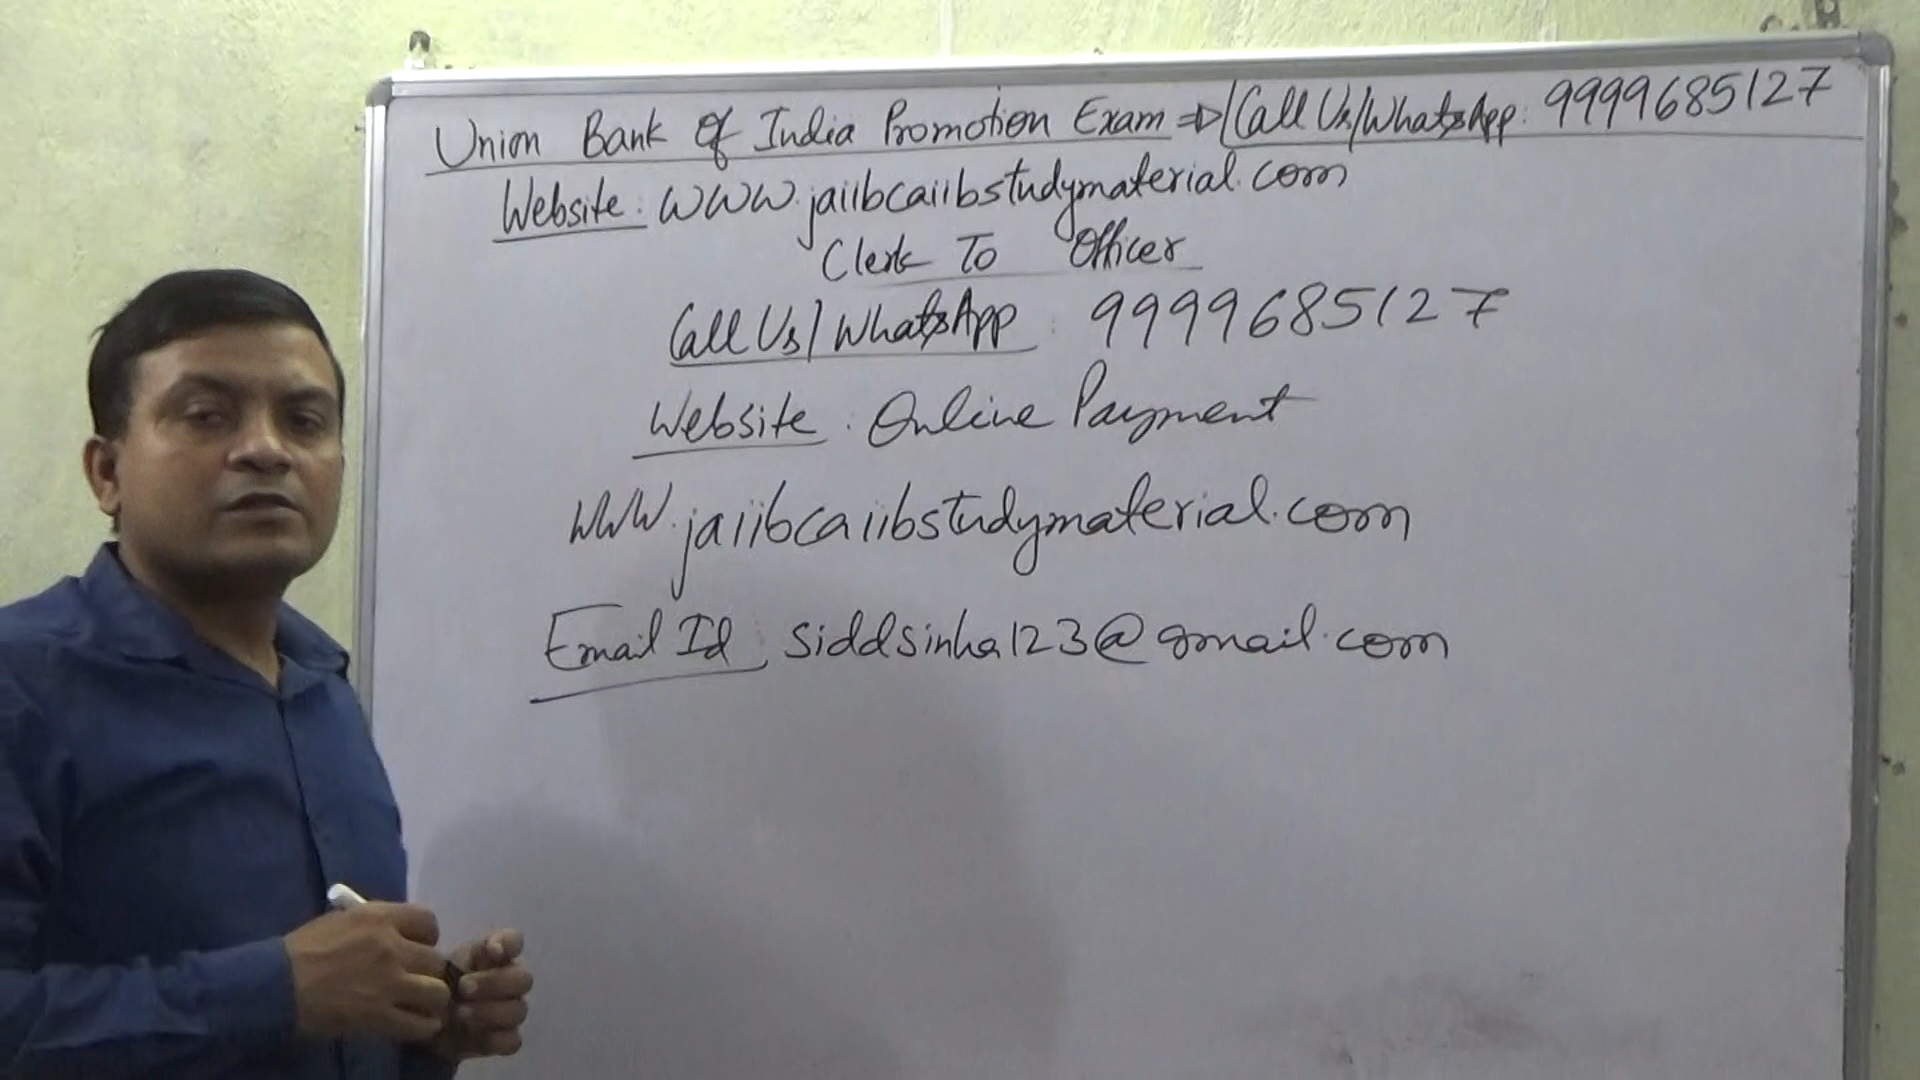 Union Bank Of India Promotion Exam ⇒ Call Us/WhatsApp: 9999685127
Website: WWW.jaiibcaiibstudymaterial.com
Clerk To Officer
Call Us/WhatsApp: 9999685127
Website: Online Payment
WWW.jaiibcaiibstudymaterial.com
Email Id: siddsinha123@gmail.com